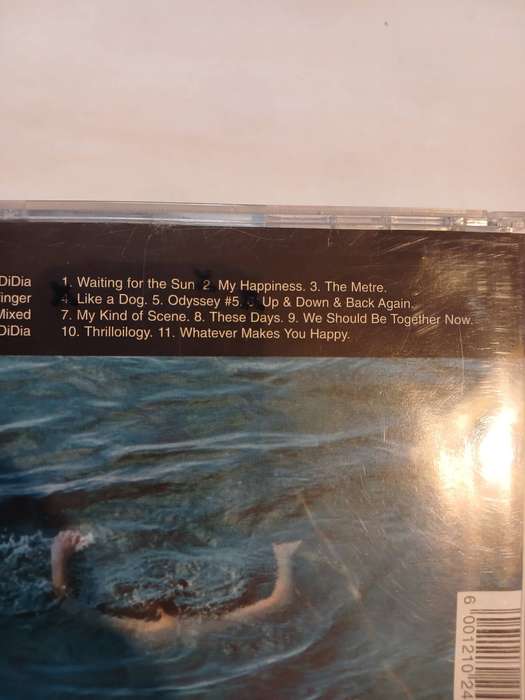 DiDia 1. Waiting for the Sun 2. My Happiness. 3. The Metre.
inger 4. Like a Dog. 5. Odyssey #5. 6. Up & Down & Back Again.
Mixed 7. My Kind of Scene. 8. These Days. 9. We Should Be Together Now.
DiDia 10. Thrilloilogy. 11. Whatever Makes You Happy.
6 001210 24